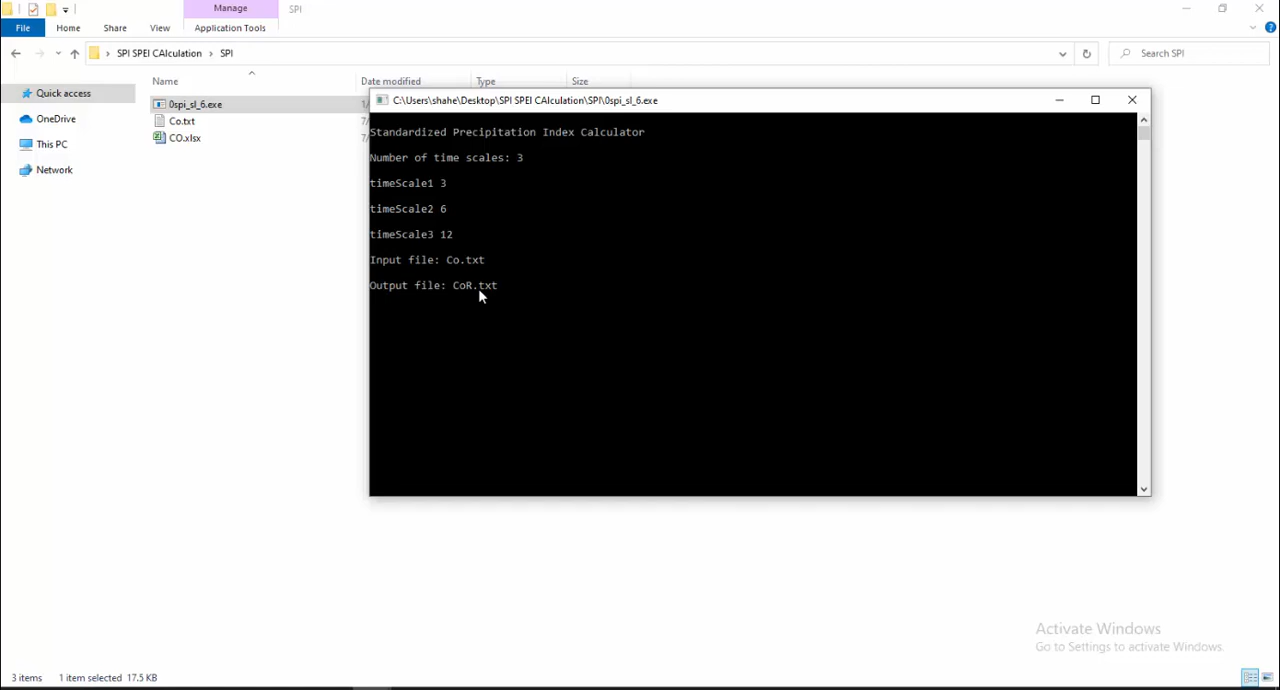 Manage
SPI
File
Home
Share
View
Application Tools
SPI SPEI CAlculation
SPI
Search SPI
Name
Date modified
Type
Size
Quick access
OneDrive
This PC
Network
0spi_sl_6.exe
Co.txt
CO.xlsx
C:\Users\shahe\Desktop\SPI SPEI CAlculation\SPI\0spi_sl_6.exe
Standardized Precipitation Index Calculator
Number of time scales: 3
timeScale1 3
timeScale2 6
timeScale3 12
Input file: Co.txt
Output file: CoR.txt
Activate Windows
Go to Settings to activate Windows.
3 items
1 item selected 17.5 KB